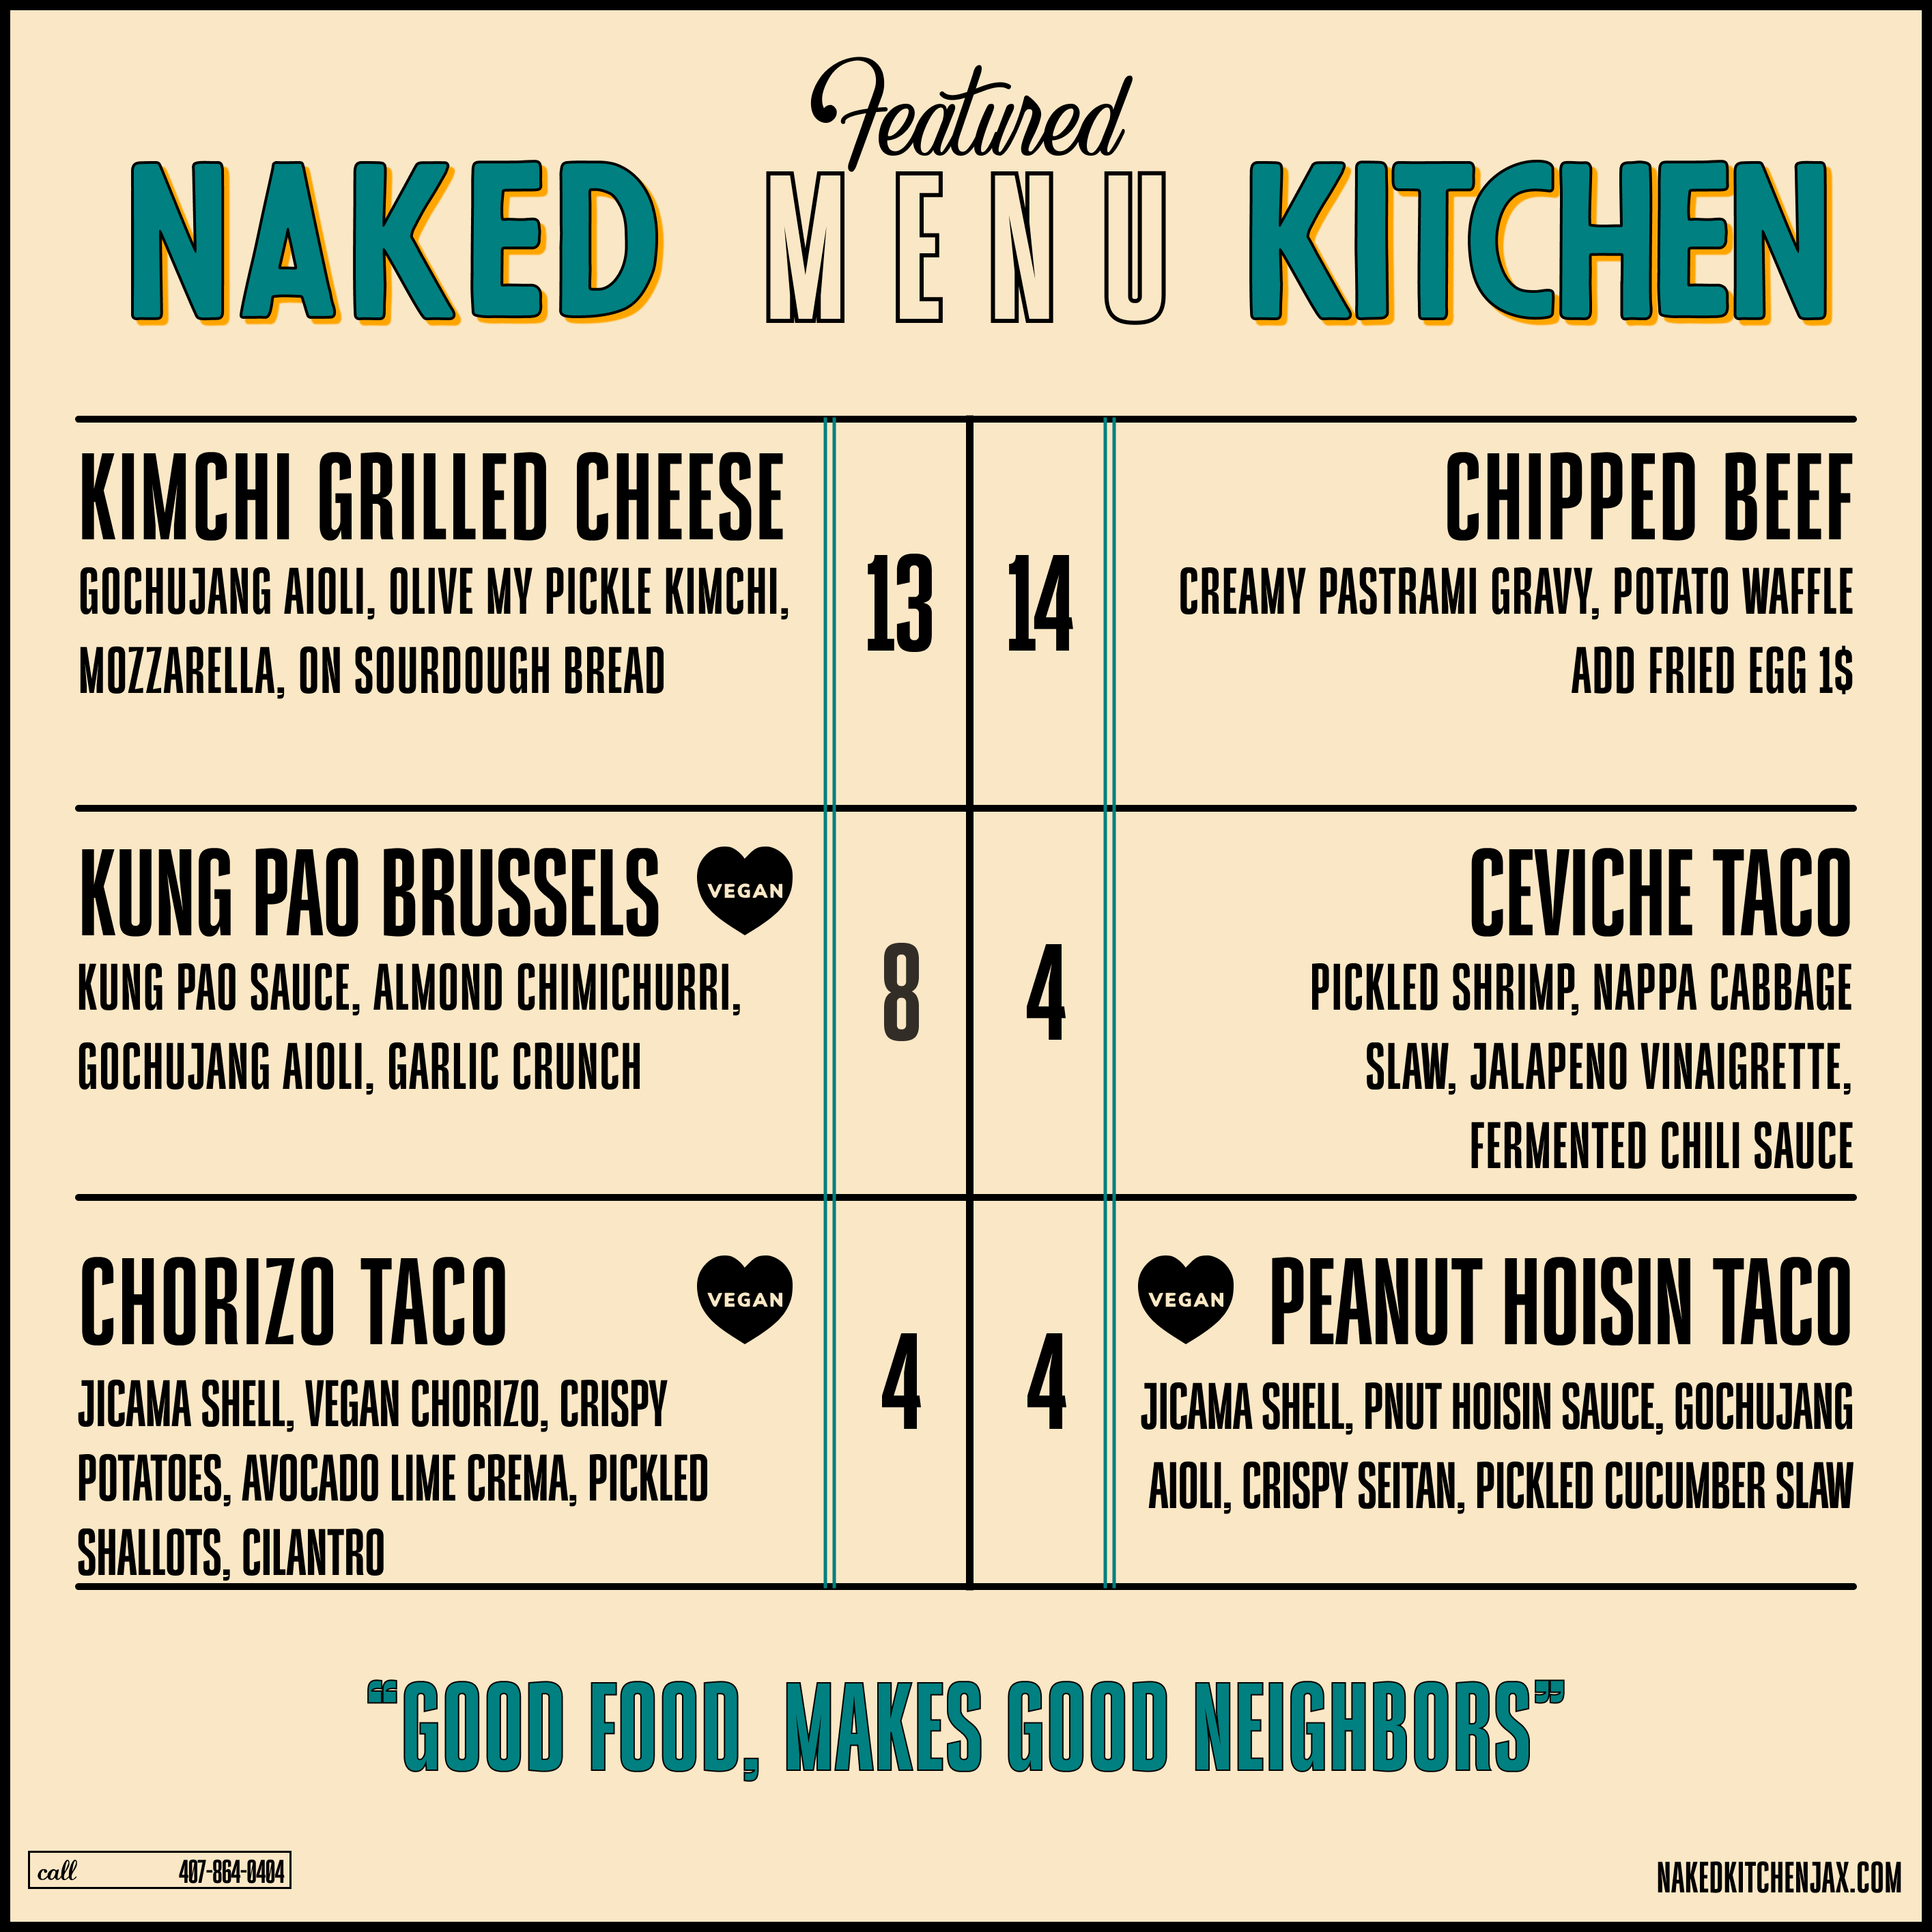 Featured
NAKED MENU KITCHEN
KIMCHI GRILLED CHEESE
GOCHUJANG AIOLI, OLIVE MY PICKLE KIMCHI,
MOZZARELLA, ON SOURDOUGH BREAD
13
14
CHIPPED BEEF
CREAMY PASTRAMI GRAVY, POTATO WAFFLE
ADD FRIED EGG 1$
KUNG PAO BRUSSELS VEGAN
KUNG PAO SAUCE, ALMOND CHIMICHURRI,
GOCHUJANG AIOLI, GARLIC CRUNCH
8
4
CEVICHE TACO
PICKLED SHRIMP, NAPPA CABBAGE
SLAW, JALAPENO VINAIGRETTE,
FERMENTED CHILI SAUCE
CHORIZO TACO VEGAN
JICAMA SHELL, VEGAN CHORIZO, CRISPY
POTATOES, AVOCADO LIME CREMA, PICKLED
SHALLOTS, CILANTRO
4
4
VEGAN PEANUT HOISIN TACO
JICAMA SHELL, PNUT HOISIN SAUCE, GOCHUJANG
AIOLI, CRISPY SEITAN, PICKLED CUCUMBER SLAW
“GOOD FOOD, MAKES GOOD NEIGHBORS”
call 407-864-0404
NAKEDKITCHENJAX.COM